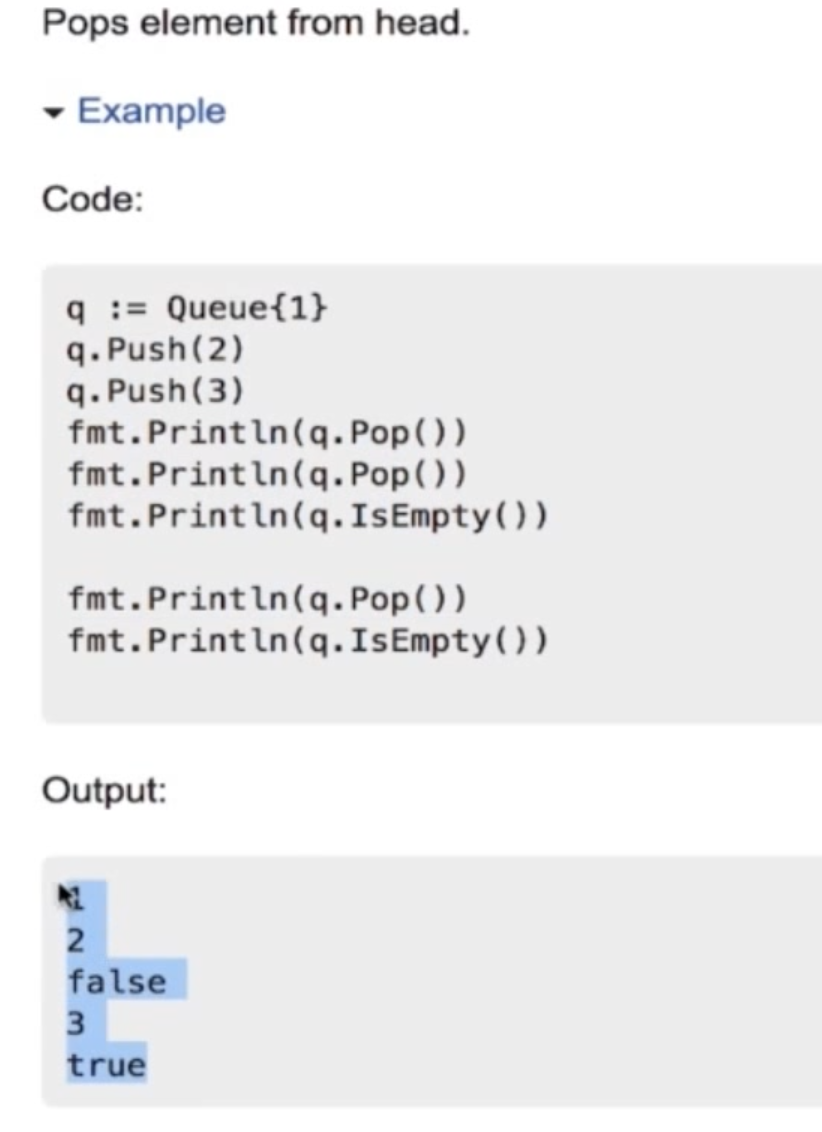 Pops element from head.
Example
Code:
q := Queue{1}
q.Push(2)
q.Push(3)
fmt.Println(q.Pop())
fmt.Println(q.Pop())
fmt.Println(q.IsEmpty())
fmt.Println(q.Pop())
fmt.Println(q.IsEmpty())
Output:
1
2
false
3
true